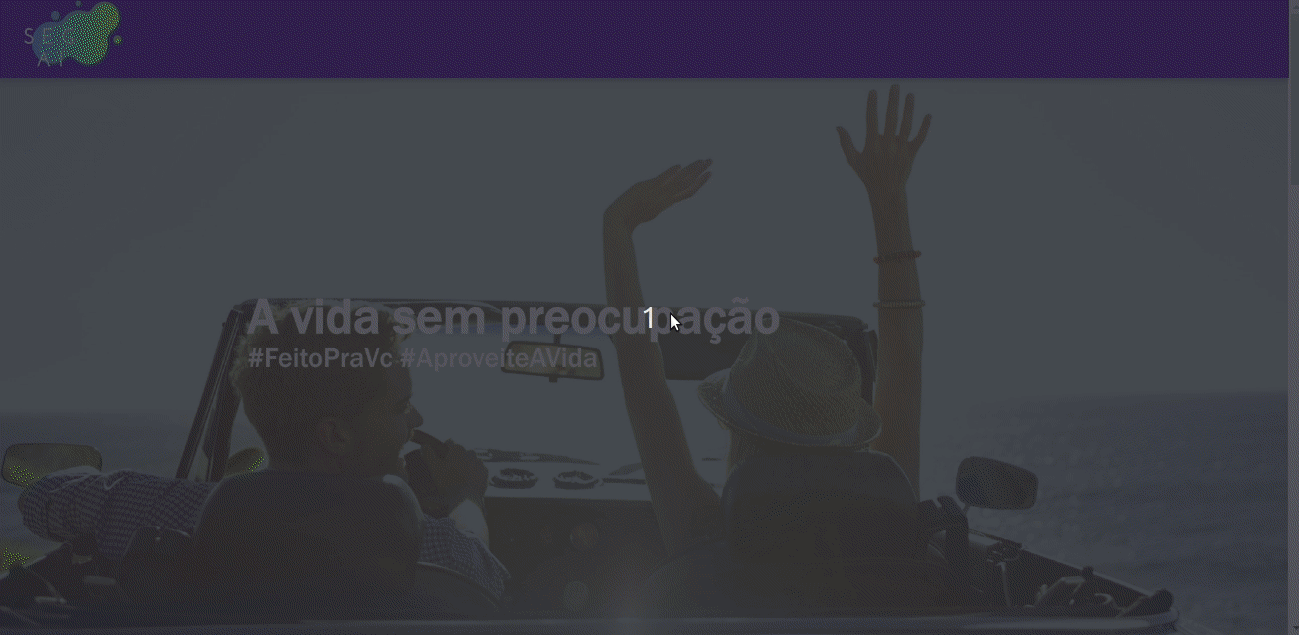 S E
A Y
A vida sem preocupação
1
#FeitoPraVc #AproveiteAVida